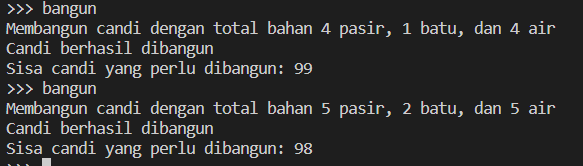 >>> bangun
Membangun candi dengan total bahan 4 pasir, 1 batu, dan 4 air
Candi berhasil dibangun
Sisa candi yang perlu dibangun: 99
>>> bangun
Membangun candi dengan total bahan 5 pasir, 2 batu, dan 5 air
Candi berhasil dibangun
Sisa candi yang perlu dibangun: 98
>>>